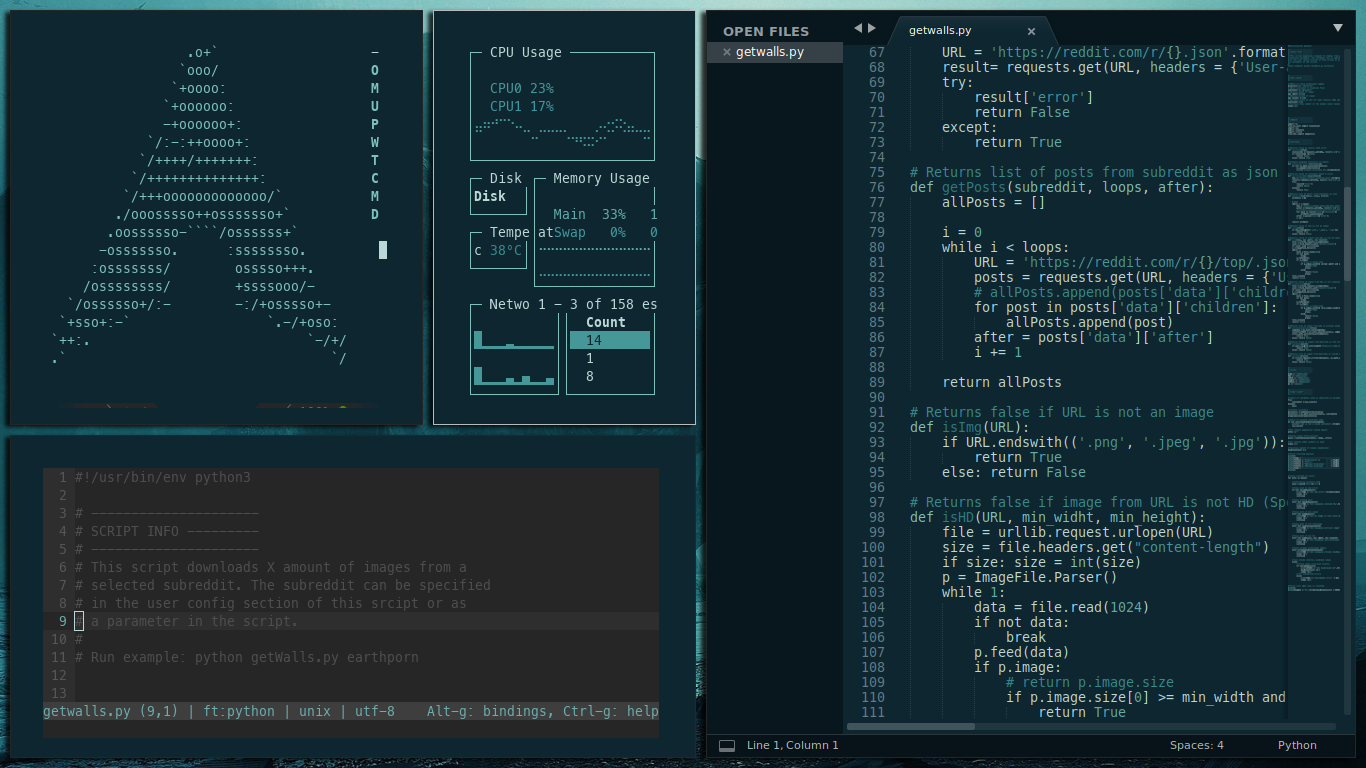 .o+`
`ooo/
`+oooo:
`+oooooo:
-+oooooo+:
`/:-:++oooo+:
`/++++/+++++++:
`/++++++++++++++:
`/+++ooooooooooooo/`
./ooosssso++osssssso+`
.oossssso-````/ossssss+`
-osssssso. :ssssssso.
:osssssss/ osssso+++.
/ossssssss/ +ssssooo/-
`/ossssso+/:- -:/+osssso+-
`+sso+:-` `.-/+oso:
`++:. `-/+/
.` `/
-
O
M
U
P
W
T
C
M
D
CPU Usage
CPU0 23%
CPU1 17%
Disk
Disk
Memory Usage
Main 33% 1
Swap 0% 0
Tempe at
c 38°C
Netwo 1 - 3 of 158 es
Count
14
1
8
1 #!/usr/bin/env python3
2
3 # ---------------------
4 # SCRIPT INFO ---------
5 # ---------------------
6 # This script downloads X amount of images from a
7 # selected subreddit. The subreddit can be specified
8 # in the user config section of this srcipt or as
9 # a parameter in the script.
10 #
11 # Run example: python getWalls.py earthporn
12
13
getwalls.py (9,1) | ft:python | unix | utf-8 Alt-g: bindings, Ctrl-g: help
OPEN FILES
getwalls.py
getwalls.py
67 URL = 'https://reddit.com/r/{}.json'.format
68 result= requests.get(URL, headers = {'User-
69 try:
70 result['error']
71 return False
72 except:
73 return True
74
75 # Returns list of posts from subreddit as json
76 def getPosts(subreddit, loops, after):
77 allPosts = []
78
79 i = 0
80 while i < loops:
81 URL = 'https://reddit.com/r/{}/top/.jso
82 posts = requests.get(URL, headers = {'U
83 # allPosts.append(posts['data']['childr
84 for post in posts['data']['children']:
85 allPosts.append(post)
86 after = posts['data']['after']
87 i += 1
88
89 return allPosts
90
91 # Returns false if URL is not an image
92 def isImg(URL):
93 if URL.endswith(('.png', '.jpeg', '.jpg')):
94 return True
95 else: return False
96
97 # Returns false if image from URL is not HD (Sp
98 def isHD(URL, min_widht, min_height):
99 file = urllib.request.urlopen(URL)
100 size = file.headers.get("content-length")
101 if size: size = int(size)
102 p = ImageFile.Parser()
103 while 1:
104 data = file.read(1024)
105 if not data:
106 break
107 p.feed(data)
108 if p.image:
109 # return p.image.size
110 if p.image.size[0] >= min_width and
111 return True
Line 1, Column 1
Spaces: 4
Python